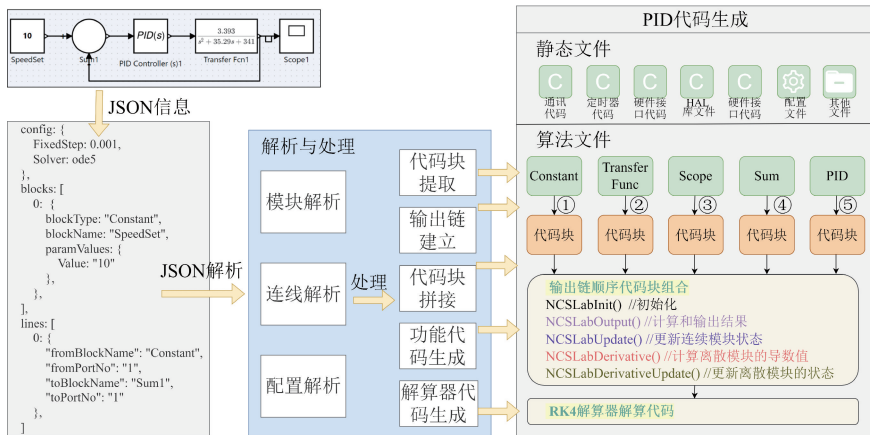 10
SpeedSet
Sum1
PID(s)
PID Controller (s)1
3.393
s² + 35.29s + 341
Transfer Fcn1
Scope1
JSON信息
config: {
FixedStep: 0.001,
Solver: ode5
},
blocks: [
0: {
blockType: "Constant",
blockName: "SpeedSet",
paramValues: {
Value: "10"
},
},
],
lines: [
0: {
"fromBlockName": "Constant",
"fromPortNo": "1",
"toBlockName": "Sum1",
"toPortNo": "1"
},
]
JSON解析
解析与处理
模块解析
连线解析
配置解析
处理
代码块
提取
输出链
建立
代码块
拼接
功能代
码生成
解算器代
码生成
PID代码生成
静态文件
C
C
C
C
C
通讯
代码
定时器
代码
硬件接
口代码
HAL
库文件
硬件接
口代码
配置
文件
其他
文件
算法文件
Constant
Transfer
Func
Scope
Sum
PID
①
②
③
④
⑤
代码块
代码块
代码块
代码块
代码块
输出链顺序代码块组合
NCSLabInit() //初始化
NCSLabOutput() //计算和输出结果
NCSLabUpdate() //更新连续模块状态
NCSLabDerivative() //计算离散模块的导数值
NCSLabDerivativeUpdate() //更新离散模块的状态
RK4解算器解算代码